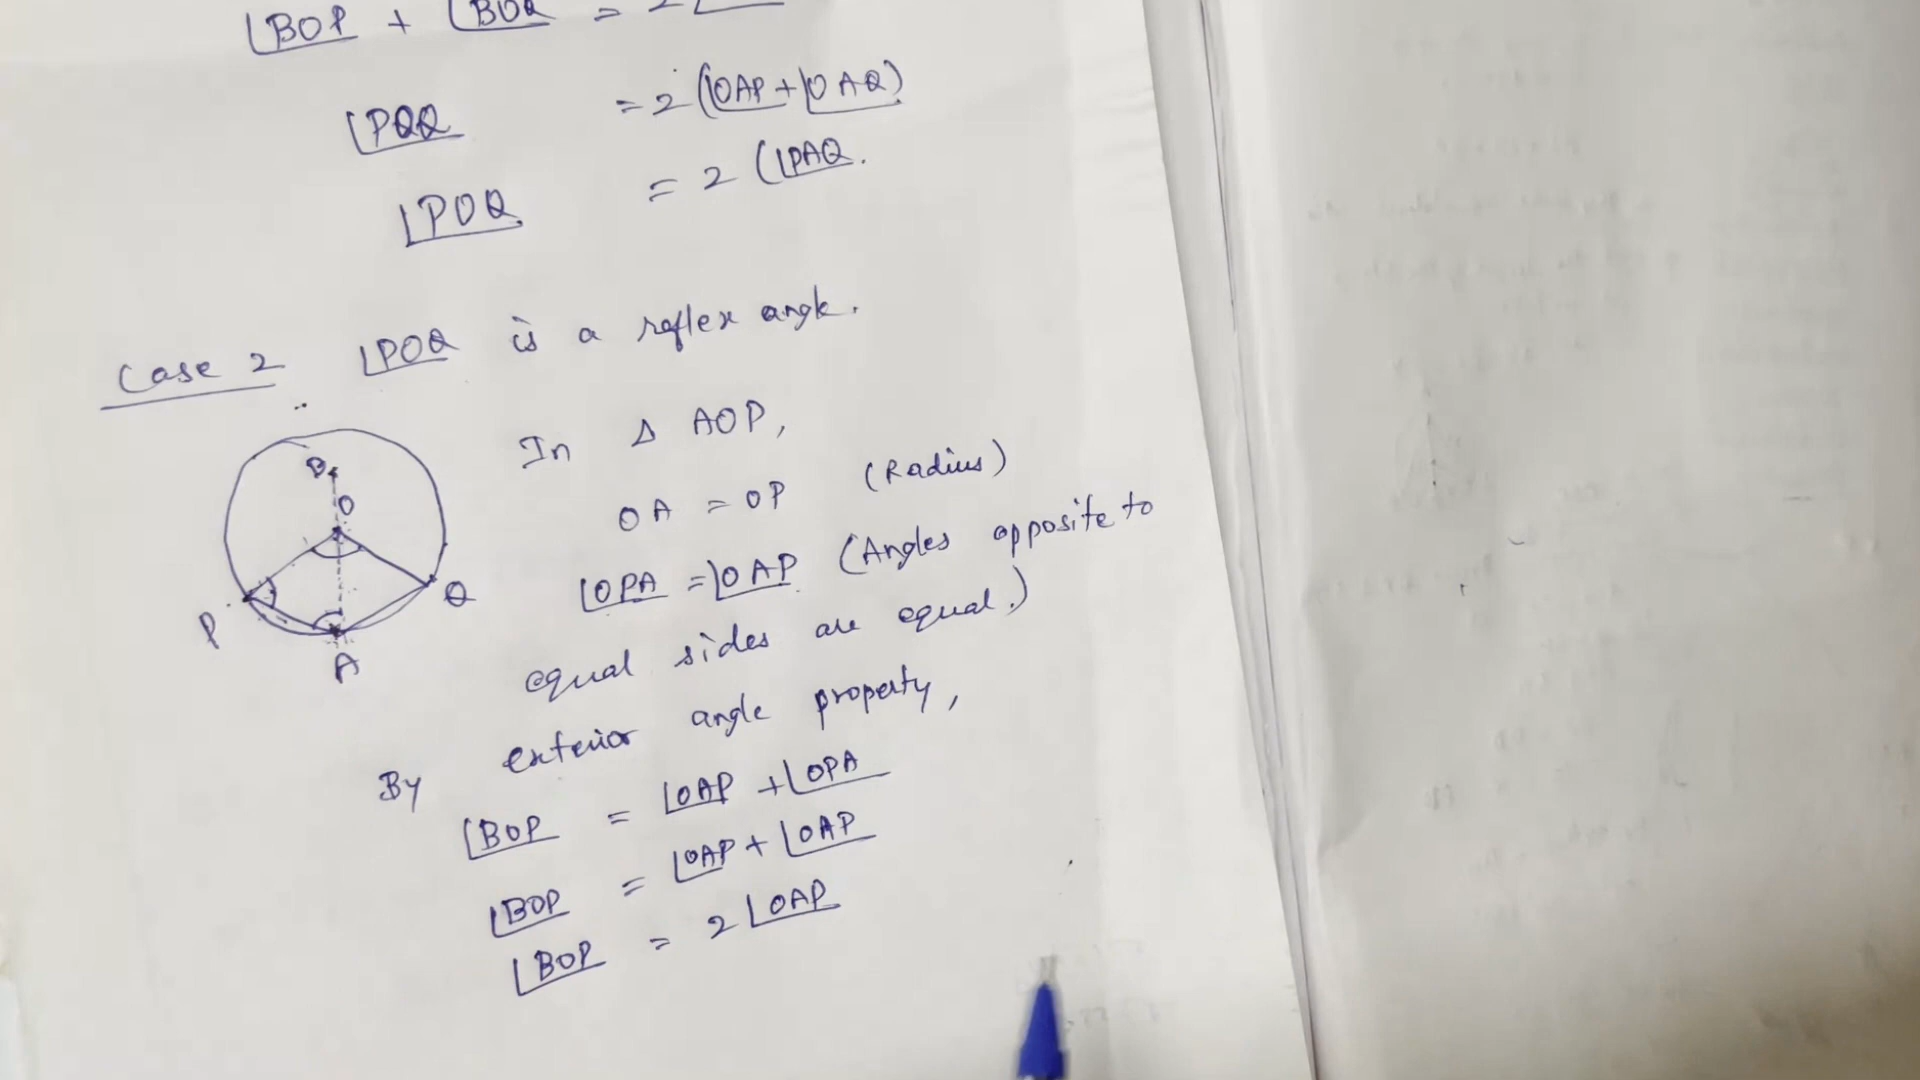 ∠BOP + ∠BOQ = 2
∠POQ = 2 (∠OAP + ∠OAQ)
∠POQ = 2 (∠PAQ.
Case 2 ∠POQ is a reflex angle.
B
O
P
Q
A
In Δ AOP,
OA = OP (Radius)
∠OPA = ∠OAP (Angles opposite to
equal sides are equal.)
By exterior angle property,
∠BOP = ∠OAP + ∠OPA
∠BOP = ∠OAP + ∠OAP
∠BOP = 2 ∠OAP